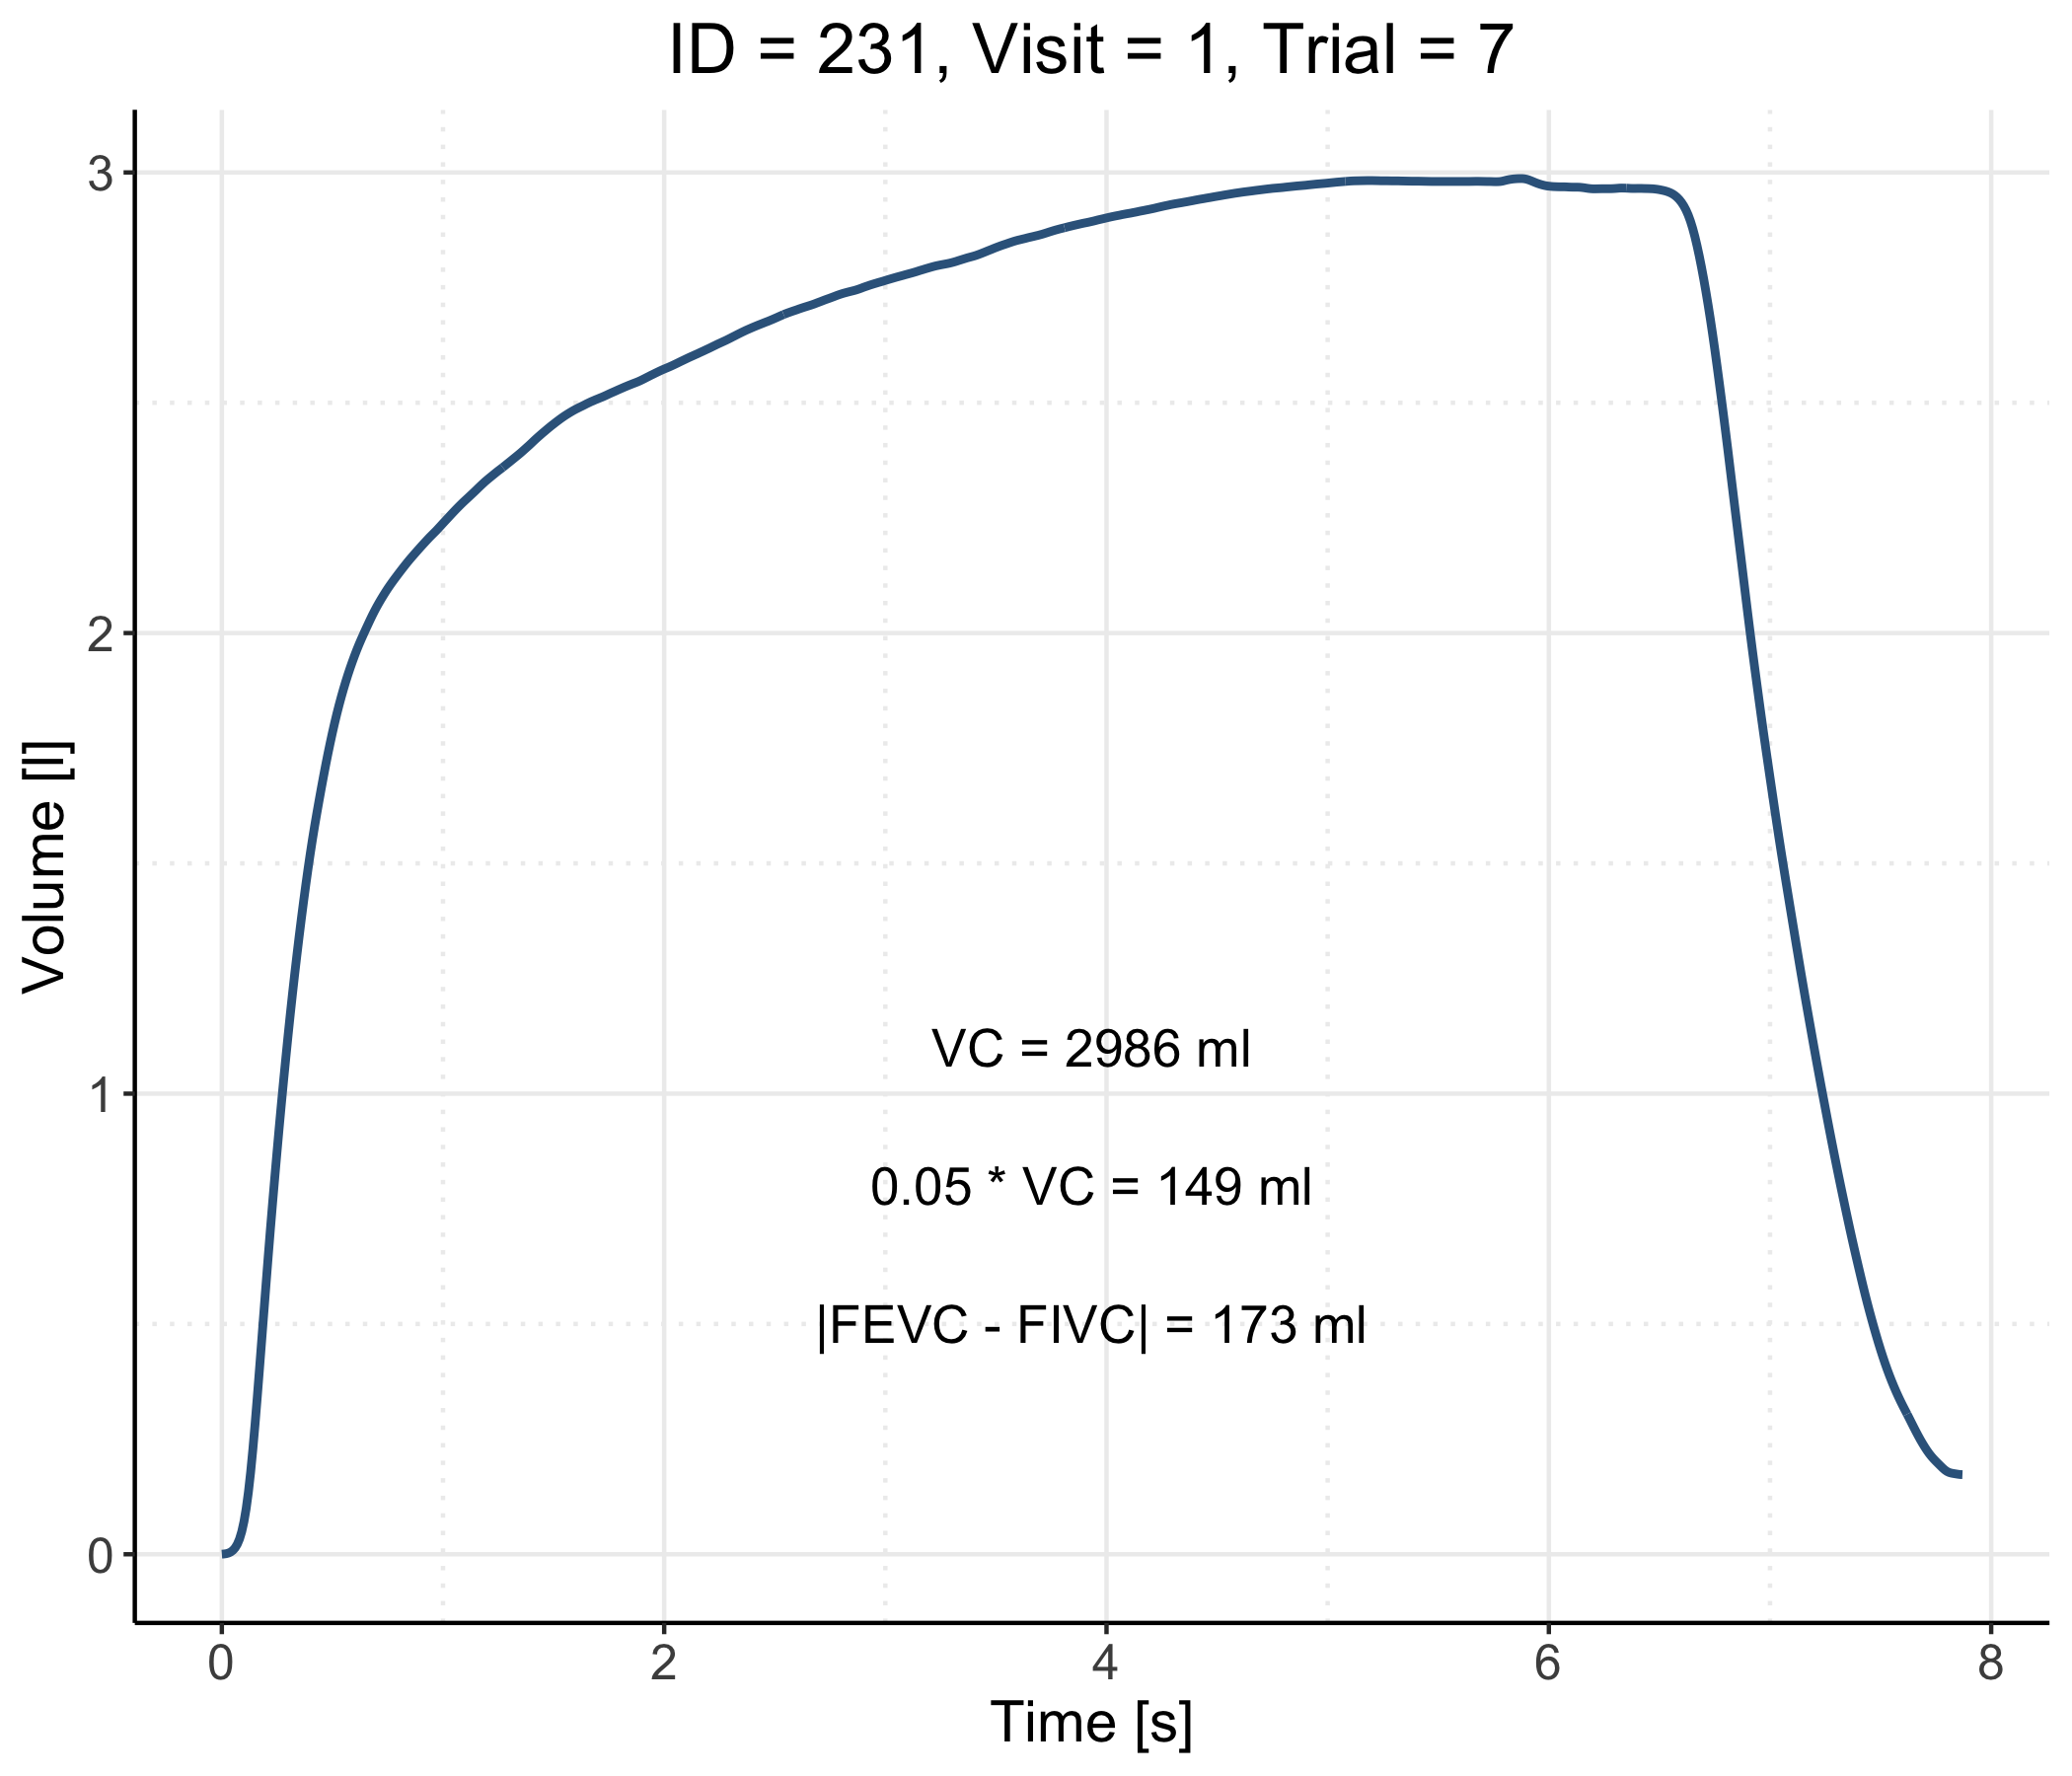 ID = 231, Visit = 1, Trial = 7
3
2
1
0
Volume [l]
VC = 2986 ml
0.05 * VC = 149 ml
|FEVC - FIVC| = 173 ml
0 2 4 6 8
Time [s]